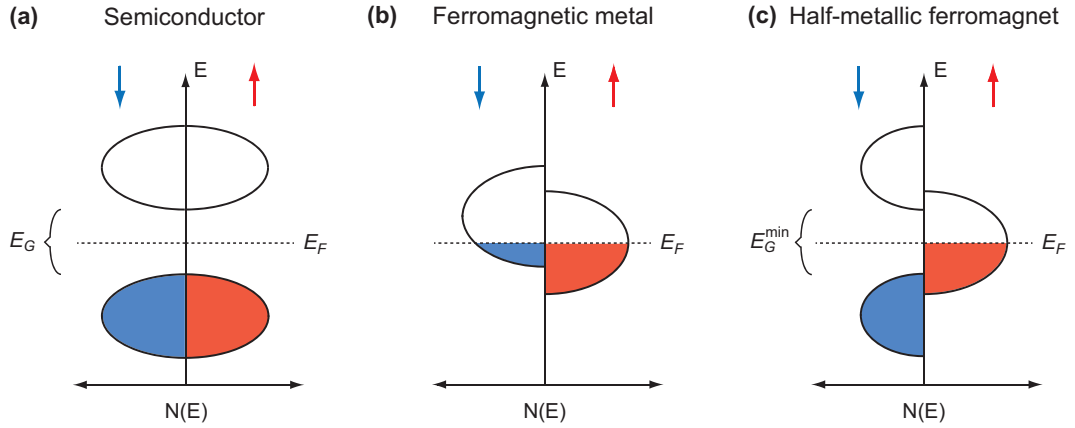 (a) Semiconductor
E
E_G
E_F
N(E)
(b) Ferromagnetic metal
E
E_F
N(E)
(c) Half-metallic ferromagnet
E
E_G^min
E_F
N(E)